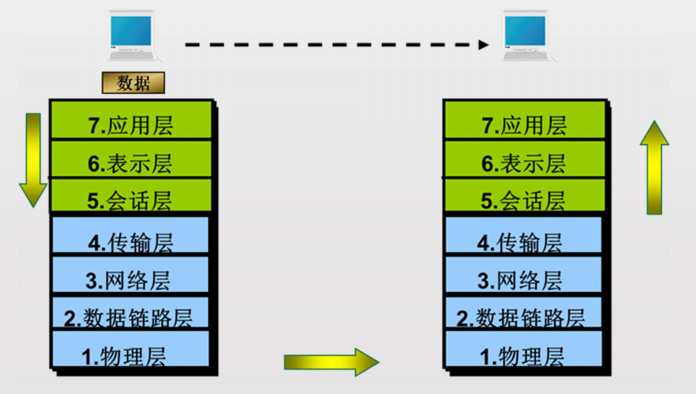 数据
7.应用层
6.表示层
5.会话层
4.传输层
3.网络层
2.数据链路层
1.物理层
7.应用层
6.表示层
5.会话层
4.传输层
3.网络层
2.数据链路层
1.物理层